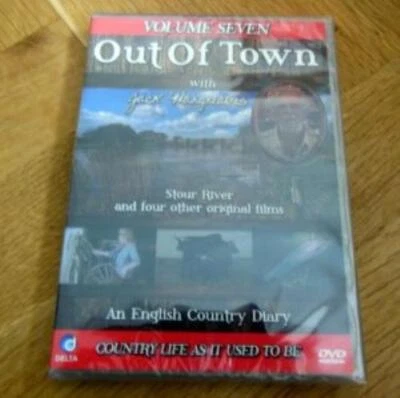 VOLUME SEVEN
Out Of Town
with
Jack Hargreaves
Stour River
and four other original films
An English Country Diary
DELTA
COUNTRY LIFE AS IT USED TO BE
DVD